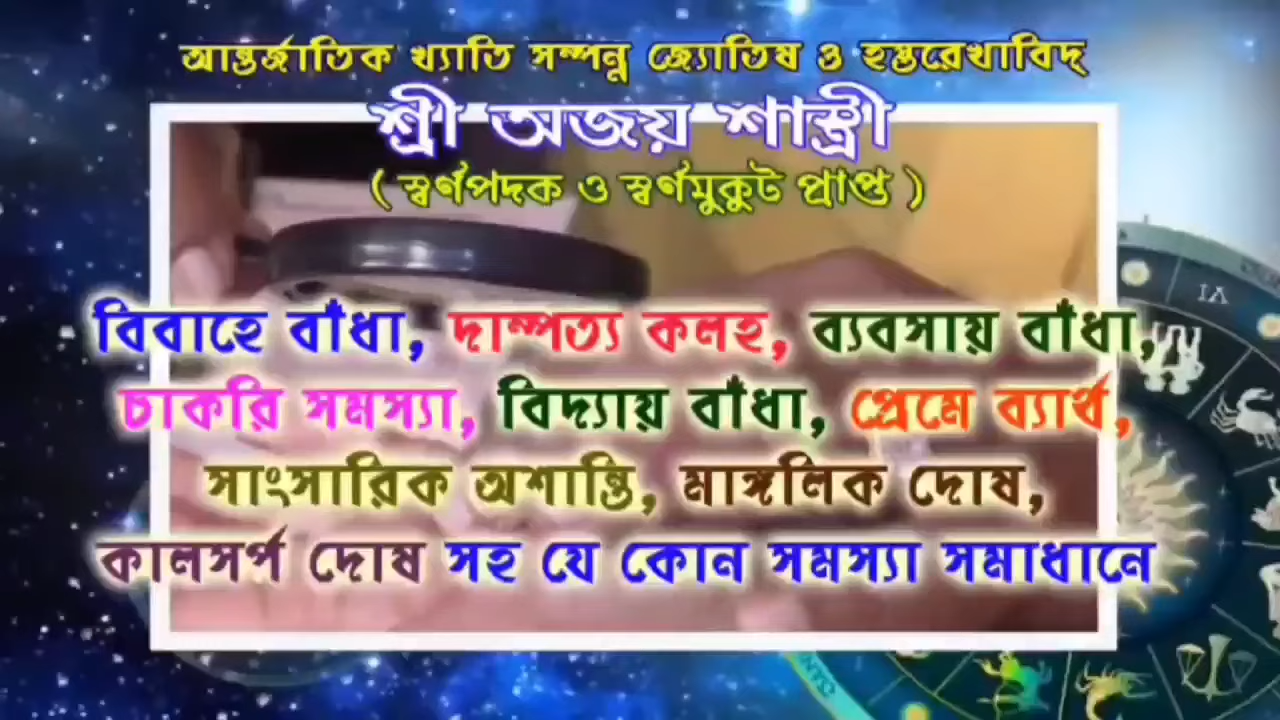 আন্তর্জাতিক খ্যাতি সম্পন্ন জ্যোতিষ ও হস্তরেখাবিদ্
শ্রী অজয় শাস্ত্রী
( স্বর্ণপদক ও স্বর্ণমুকুট প্রাপ্ত )
বিবাহে বাঁধা, দাম্পত্য কলহ, ব্যবসায় বাঁধা,
চাকরি সমস্যা, বিদ্যায় বাঁধা, প্রেমে ব্যার্থ,
সাংসারিক অশান্তি, মাঙ্গলিক দোষ,
কালসর্প দোষ সহ যে কোন সমস্যা সমাধানে